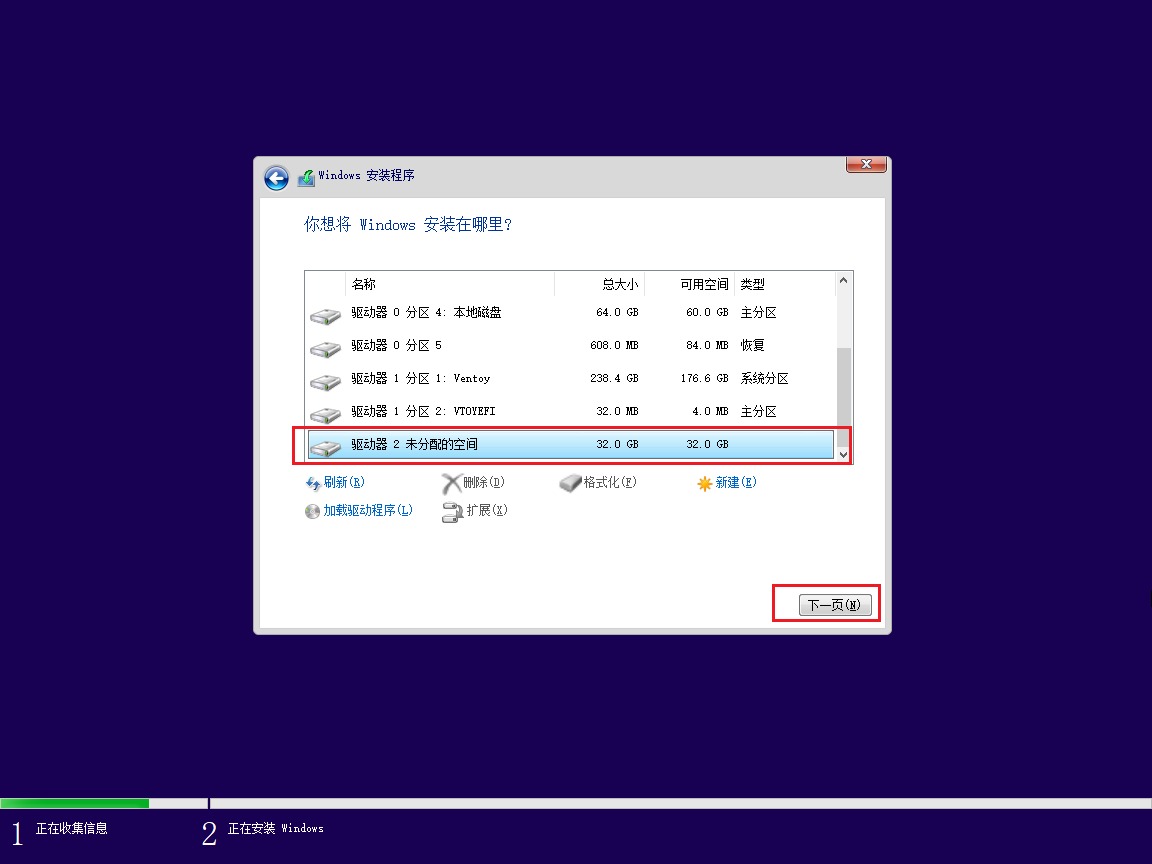 Windows 安装程序
你想将 Windows 安装在哪里?
名称 总大小 可用空间 类型
驱动器 0 分区 4: 本地磁盘 64.0 GB 60.0 GB 主分区
驱动器 0 分区 5 608.0 MB 84.0 MB 恢复
驱动器 1 分区 1: Ventoy 238.4 GB 176.6 GB 系统分区
驱动器 1 分区 2: VTOYEFI 32.0 MB 4.0 MB 主分区
驱动器 2 未分配的空间 32.0 GB 32.0 GB
刷新(R) 删除(D) 格式化(F) 新建(E)
加载驱动程序(L) 扩展(X)
下一页(N)
1 正在收集信息 2 正在安装 Windows